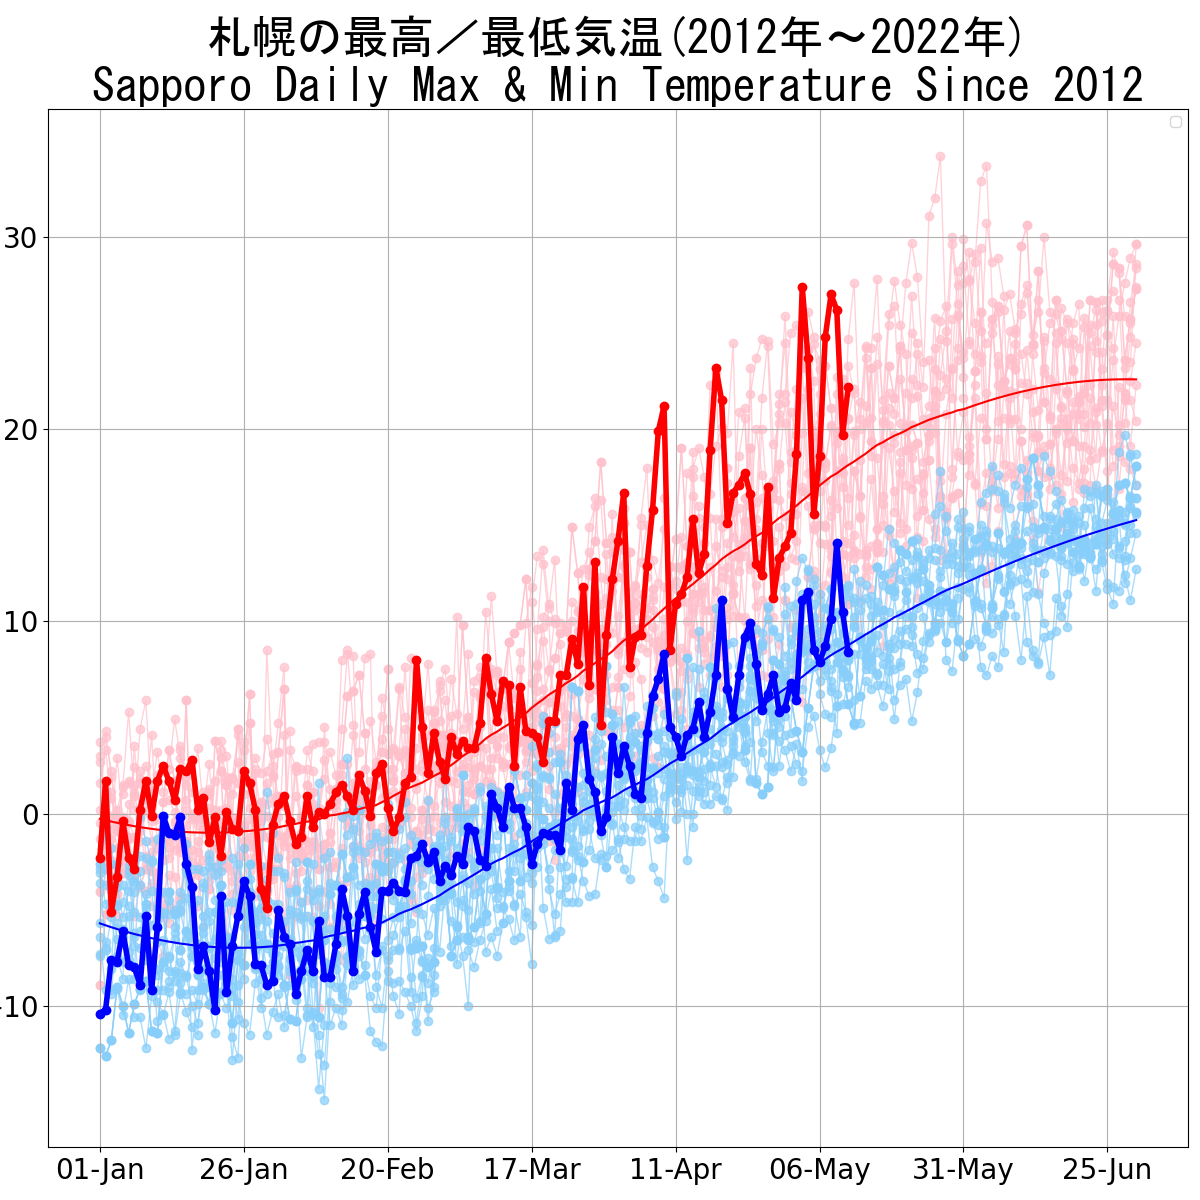 札幌の最高／最低気温(2012年～2022年)
Sapporo Daily Max & Min Temperature Since 2012
30
20
10
0
-10
01-Jan 26-Jan 20-Feb 17-Mar 11-Apr 06-May 31-May 25-Jun